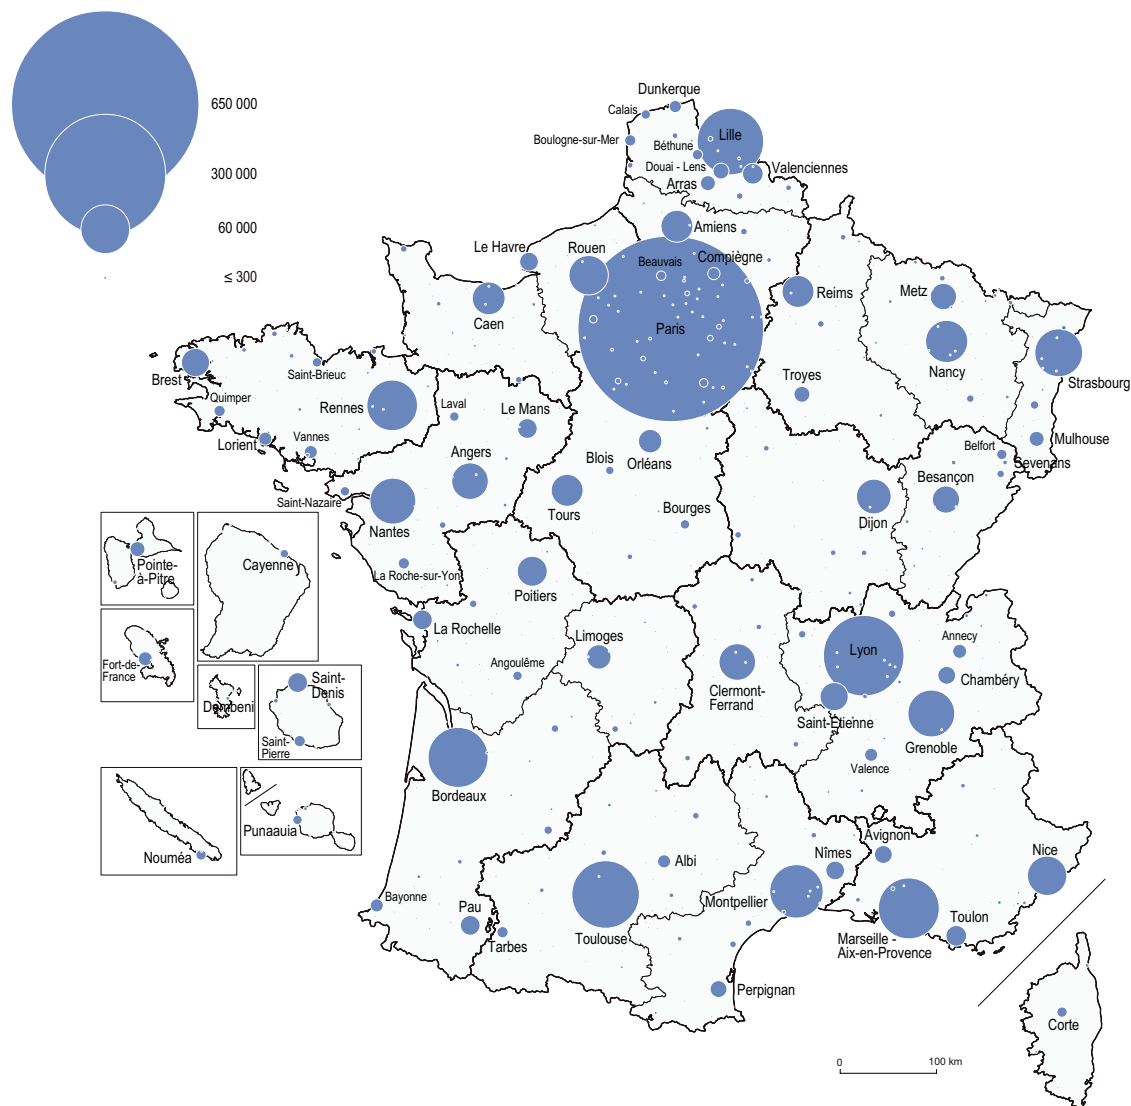 650 000
300 000
60 000
≤ 300
Dunkerque
Calais
Boulogne-sur-Mer
Lille
Béthune
Douai - Lens
Valenciennes
Arras
Amiens
Le Havre
Rouen
Beauvais
Compiègne
Reims
Metz
Caen
Paris
Nancy
Strasbourg
Brest
Saint-Brieuc
Troyes
Quimper
Rennes
Laval
Le Mans
Lorient
Vannes
Mulhouse
Belfort
Sevenans
Angers
Blois
Orléans
Besançon
Saint-Nazaire
Nantes
Tours
Bourges
Dijon
Pointe-
à-Pitre
Cayenne
La Roche-sur-Yon
Poitiers
La Rochelle
Limoges
Lyon
Annecy
Angoulême
Fort-de-
France
Chambéry
Clermont-
Ferrand
Saint-
Denis
Dembeni
Saint-Étienne
Saint-
Pierre
Grenoble
Valence
Bordeaux
Punaauia
Nouméa
Avignon
Albi
Nîmes
Nice
Bayonne
Pau
Montpellier
Toulon
Tarbes
Toulouse
Marseille -
Aix-en-Provence
Perpignan
Corte
0
100 km